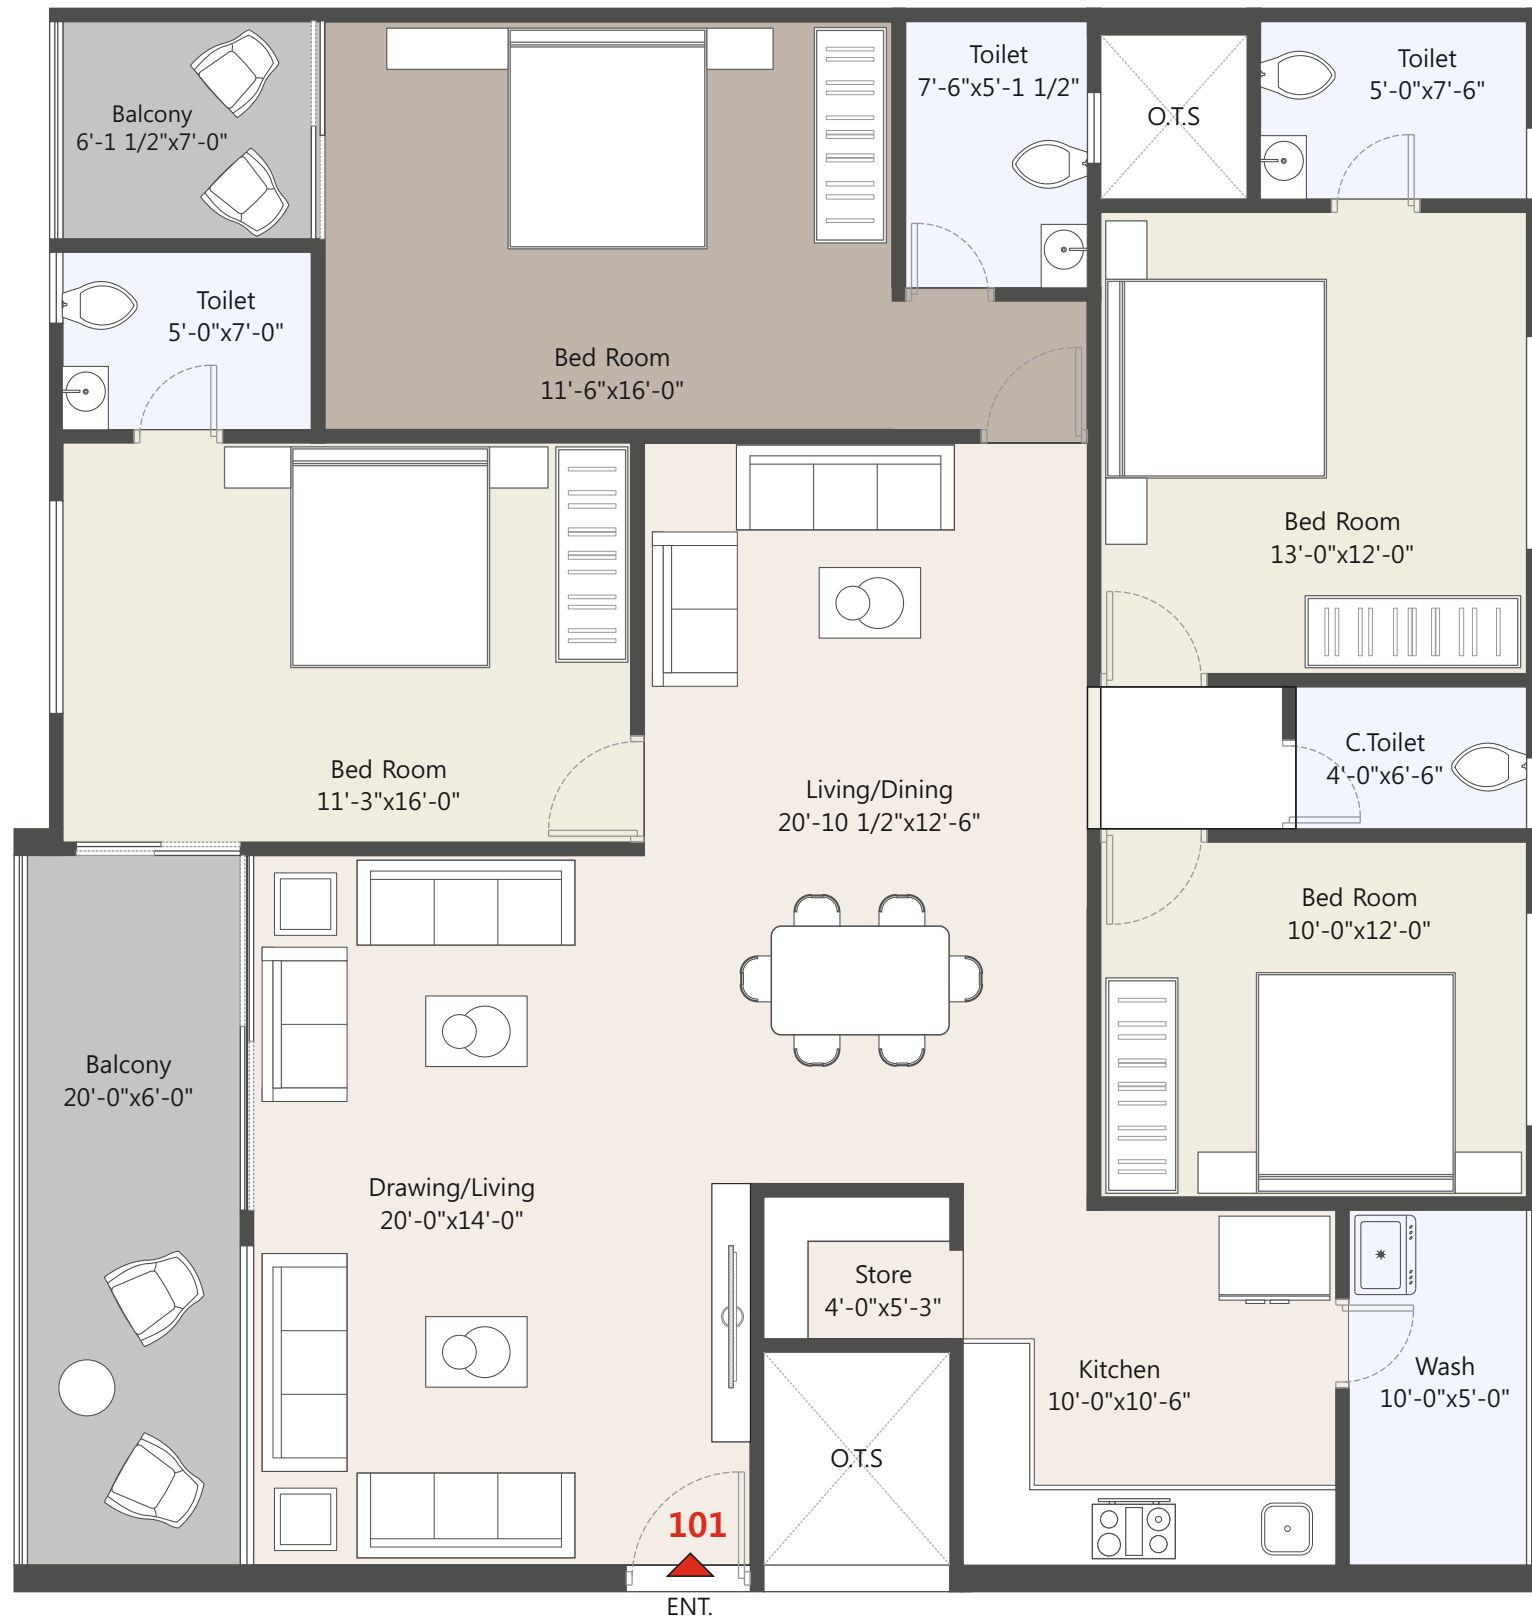 Toilet
7'-6"x5'-1 1/2"
Toilet
5'-0"x7'-6"
Balcony
6'-1 1/2"x7'-0"
O.T.S
Toilet
5'-0"x7'-0"
Bed Room
11'-6"x16'-0"
Bed Room
13'-0"x12'-0"
C.Toilet
4'-0"x6'-6"
Bed Room
11'-3"x16'-0"
Living/Dining
20'-10 1/2"x12'-6"
Bed Room
10'-0"x12'-0"
Balcony
20'-0"x6'-0"
Drawing/Living
20'-0"x14'-0"
Store
4'-0"x5'-3"
Kitchen
10'-0"x10'-6"
Wash
10'-0"x5'-0"
O.T.S
101
ENT.